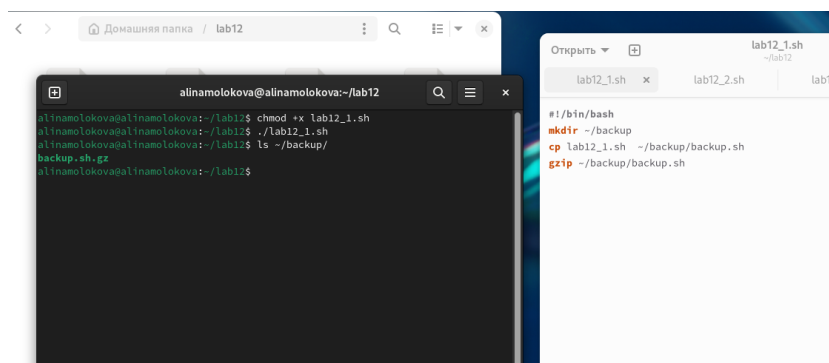 Домашняя папка / lab12
alinamolokova@alinamolokova:~/lab12
alinamolokova@alinamolokova:~/lab12$ chmod +x lab12_1.sh
alinamolokova@alinamolokova:~/lab12$ ./lab12_1.sh
alinamolokova@alinamolokova:~/lab12$ ls ~/backup/
backup.sh.gz
alinamolokova@alinamolokova:~/lab12$
Открыть
lab12_1.sh
~/lab12
lab12_1.sh
lab12_2.sh
lab1
#!/bin/bash
mkdir ~/backup
cp lab12_1.sh  ~/backup/backup.sh
gzip ~/backup/backup.sh